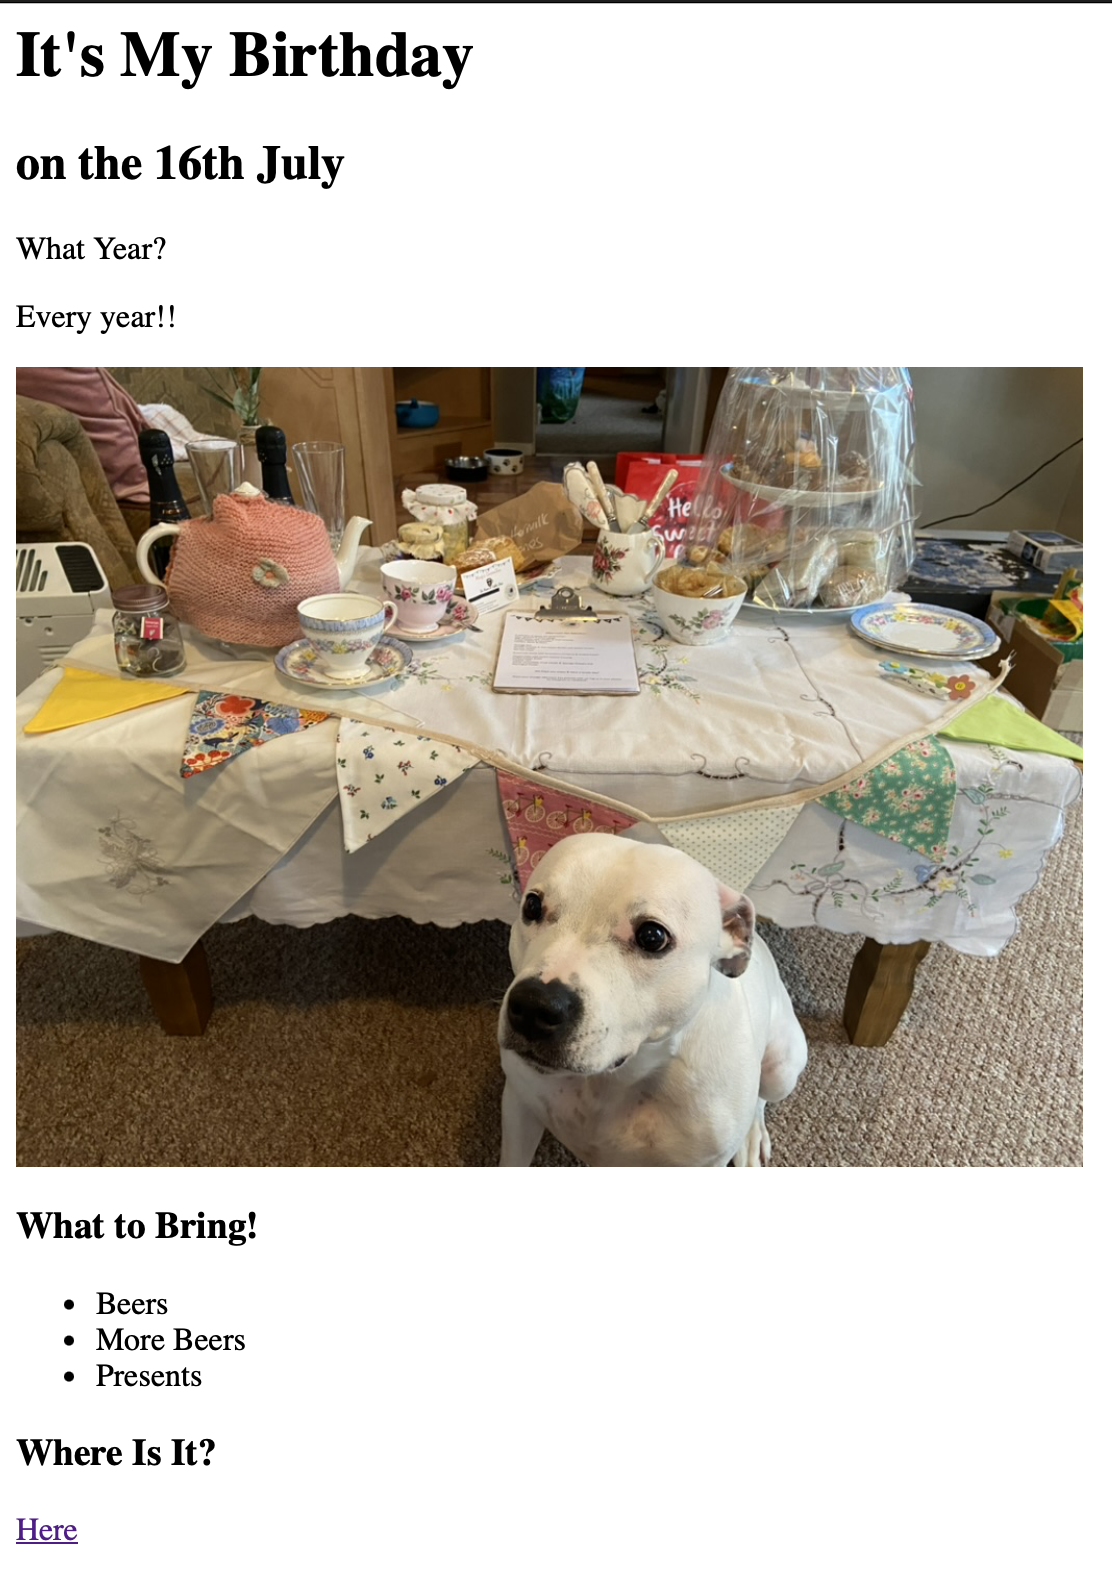 It's My Birthday
on the 16th July
What Year?
Every year!!
Hello
Sweet
What to Bring!
Beers
More Beers
Presents
Where Is It?
Here